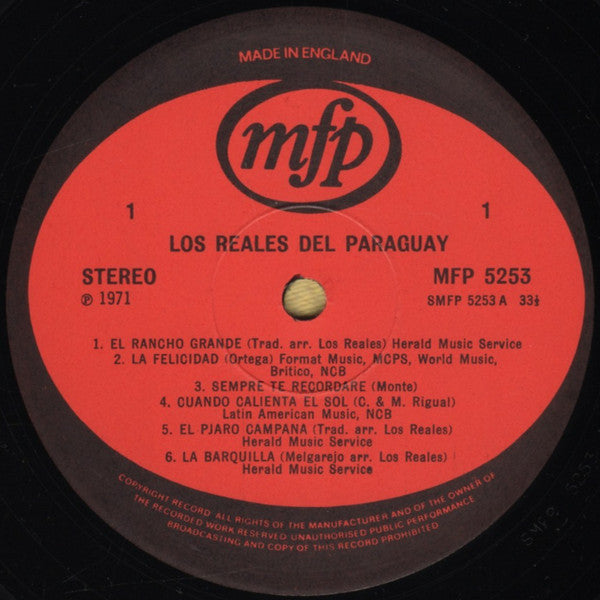 MADE IN ENGLAND
mfp
1 1
LOS REALES DEL PARAGUAY
STEREO MFP 5253
℗ 1971 SMFP 5253 A 33⅓
1. EL RANCHO GRANDE (Trad. arr. Los Reales) Herald Music Service
2. LA FELICIDAD (Ortega) Format Music, MCPS, World Music,
Britico, NCB
3. SEMPRE TE RECORDARE (Monte)
4. CUANDO CALIENTA EL SOL (C. & M. Rigual)
Latin American Music, NCB
5. EL PJARO CAMPANA (Trad. arr. Los Reales)
Herald Music Service
6. LA BARQUILLA (Melgarejo arr. Los Reales)
Herald Music Service
COPYRIGHT RECORD ALL RIGHTS OF THE MANUFACTURER AND OF THE OWNER OF
THE RECORDED WORK RESERVED UNAUTHORISED PUBLIC PERFORMANCE
BROADCASTING AND COPY OF THIS RECORD PROHIBITED
SMFP 5253